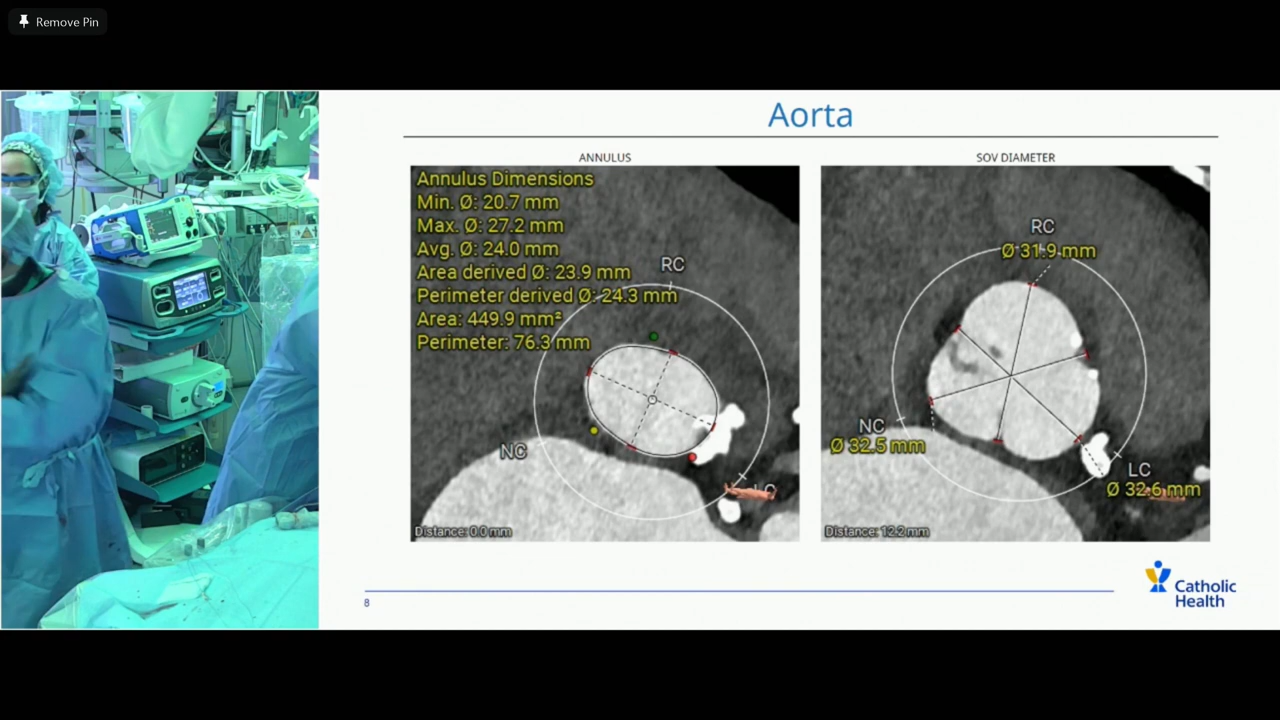 Remove Pin
Aorta
ANNULUS
Annulus Dimensions
Min. Ø: 20.7 mm
Max. Ø: 27.2 mm
Avg. Ø: 24.0 mm
Area derived Ø: 23.9 mm
Perimeter derived Ø: 24.3 mm
Area: 449.9 mm²
Perimeter: 76.3 mm
RC
NC
LC
Distance: 0.0 mm
SOV DIAMETER
RC
Ø 31.9 mm
NC
Ø 32.5 mm
LC
Ø 32.6 mm
Distance: 12.2 mm
8
Catholic
Health